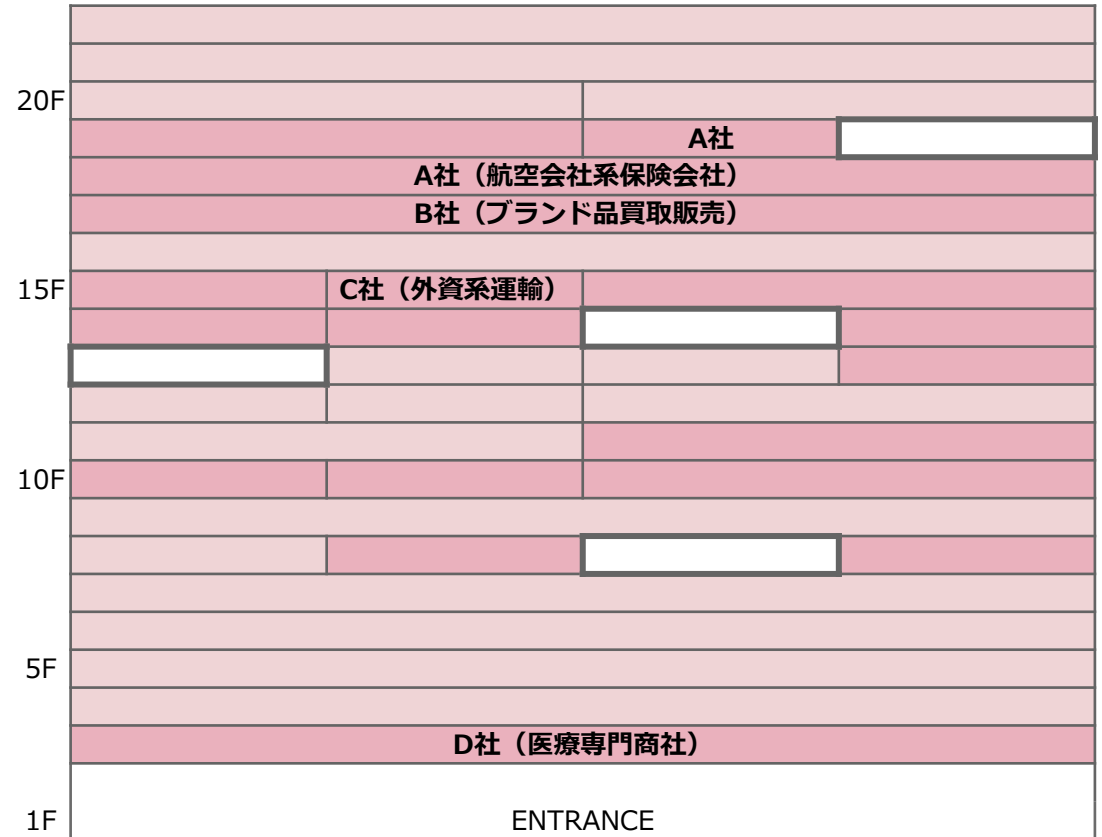 20F
A社
A社（航空会社系保険会社）
B社（ブランド品買取販売）
15F
C社（外資系運輸）
10F
5F
D社（医療専門商社）
1F
ENTRANCE